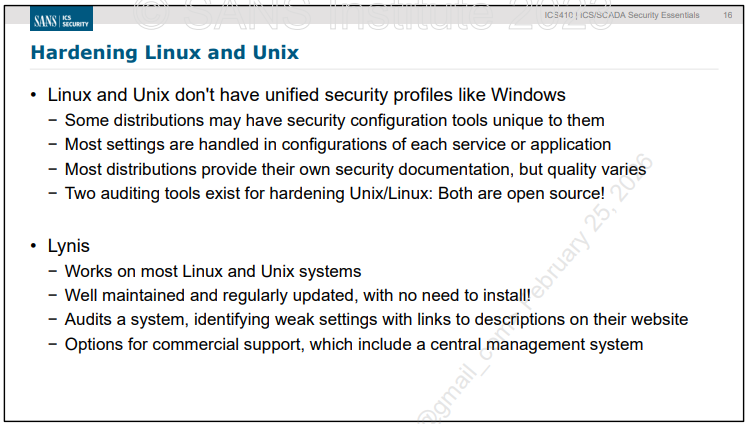 © SANS Institute 2026
SANS | ICS SECURITY
ICS410 | ICS/SCADA Security Essentials 16
Hardening Linux and Unix
• Linux and Unix don't have unified security profiles like Windows
– Some distributions may have security configuration tools unique to them
– Most settings are handled in configurations of each service or application
– Most distributions provide their own security documentation, but quality varies
– Two auditing tools exist for hardening Unix/Linux: Both are open source!
• Lynis
– Works on most Linux and Unix systems
– Well maintained and regularly updated, with no need to install!
– Audits a system, identifying weak settings with links to descriptions on their website
– Options for commercial support, which include a central management system
February 25, 2026